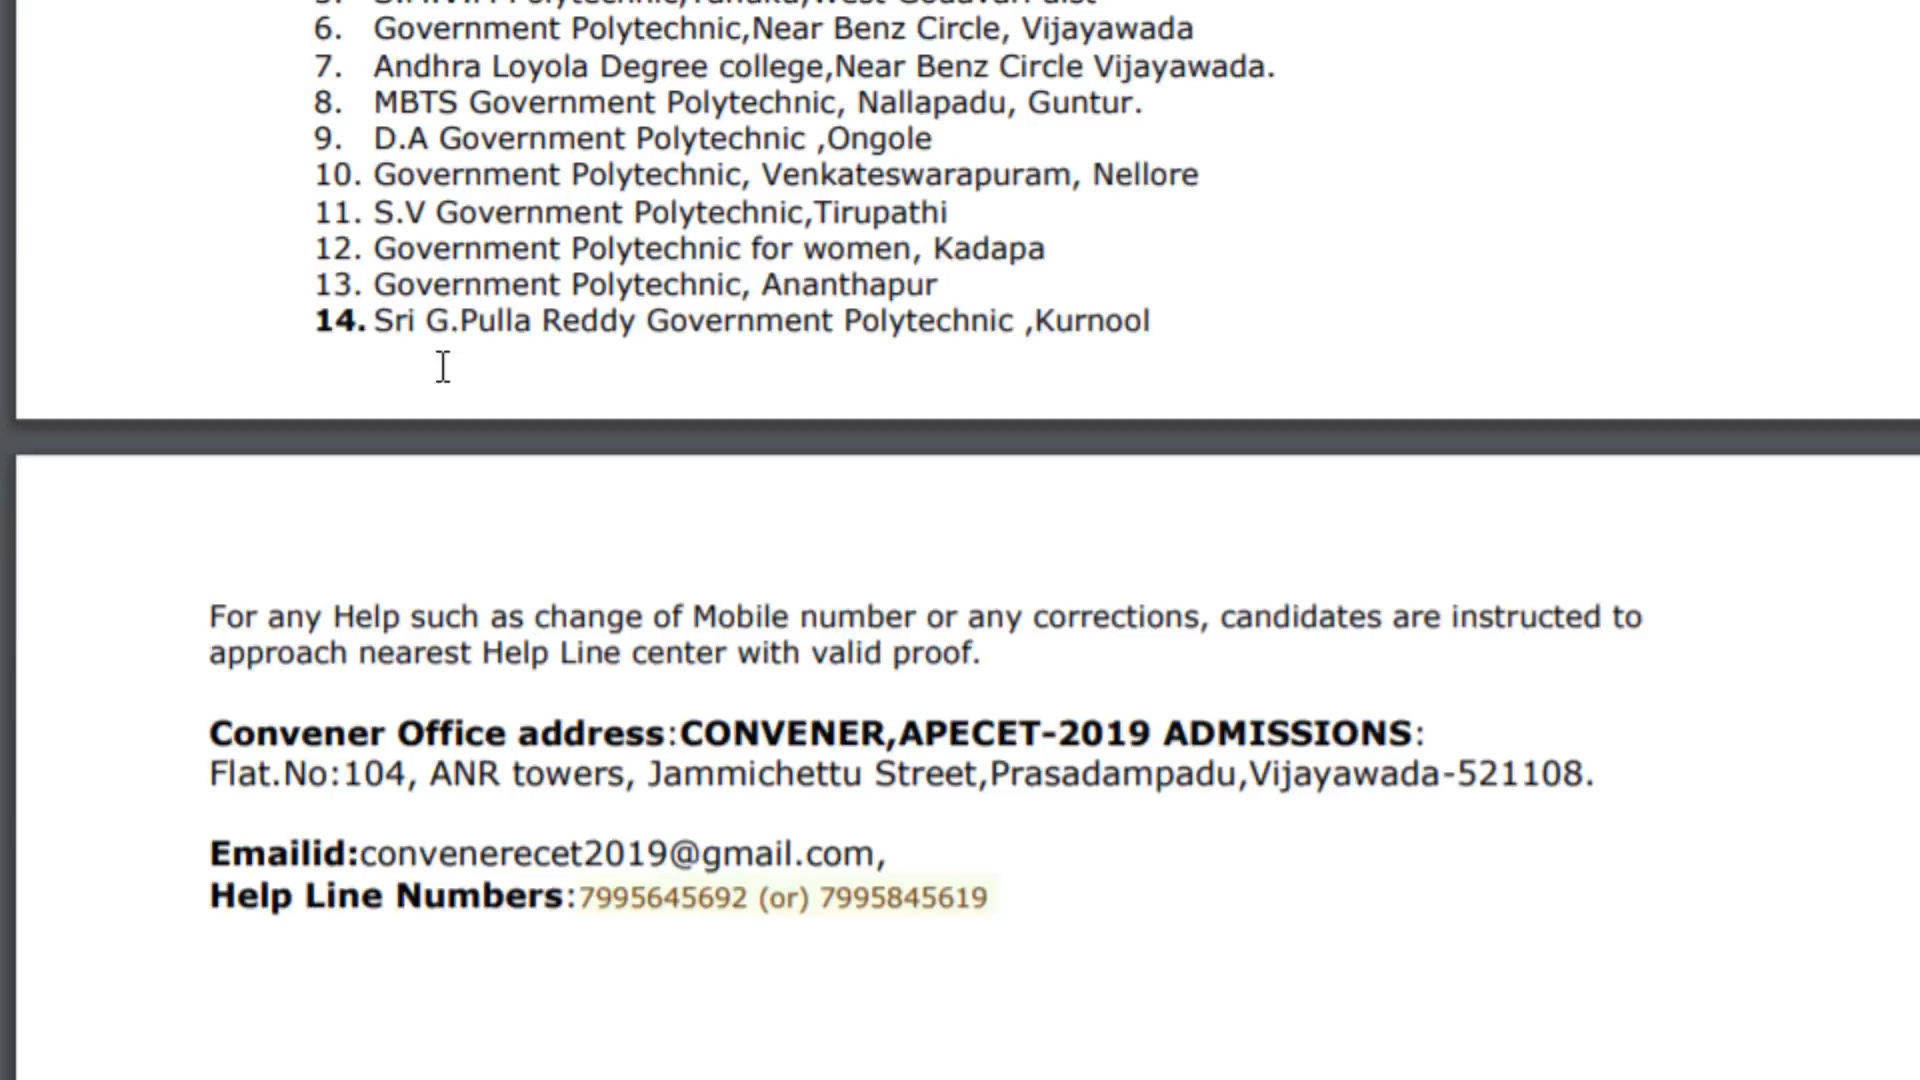 6. Government Polytechnic,Near Benz Circle, Vijayawada
7. Andhra Loyola Degree college,Near Benz Circle Vijayawada.
8. MBTS Government Polytechnic, Nallapadu, Guntur.
9. D.A Government Polytechnic ,Ongole
10. Government Polytechnic, Venkateswarapuram, Nellore
11. S.V Government Polytechnic,Tirupathi
12. Government Polytechnic for women, Kadapa
13. Government Polytechnic, Ananthapur
14. Sri G.Pulla Reddy Government Polytechnic ,Kurnool
For any Help such as change of Mobile number or any corrections, candidates are instructed to
approach nearest Help Line center with valid proof.
Convener Office address:CONVENER,APECET-2019 ADMISSIONS:
Flat.No:104, ANR towers, Jammichettu Street,Prasadampadu,Vijayawada-521108.
Emailid:convenerecet2019@gmail.com,
Help Line Numbers:7995645692 (or) 7995845619